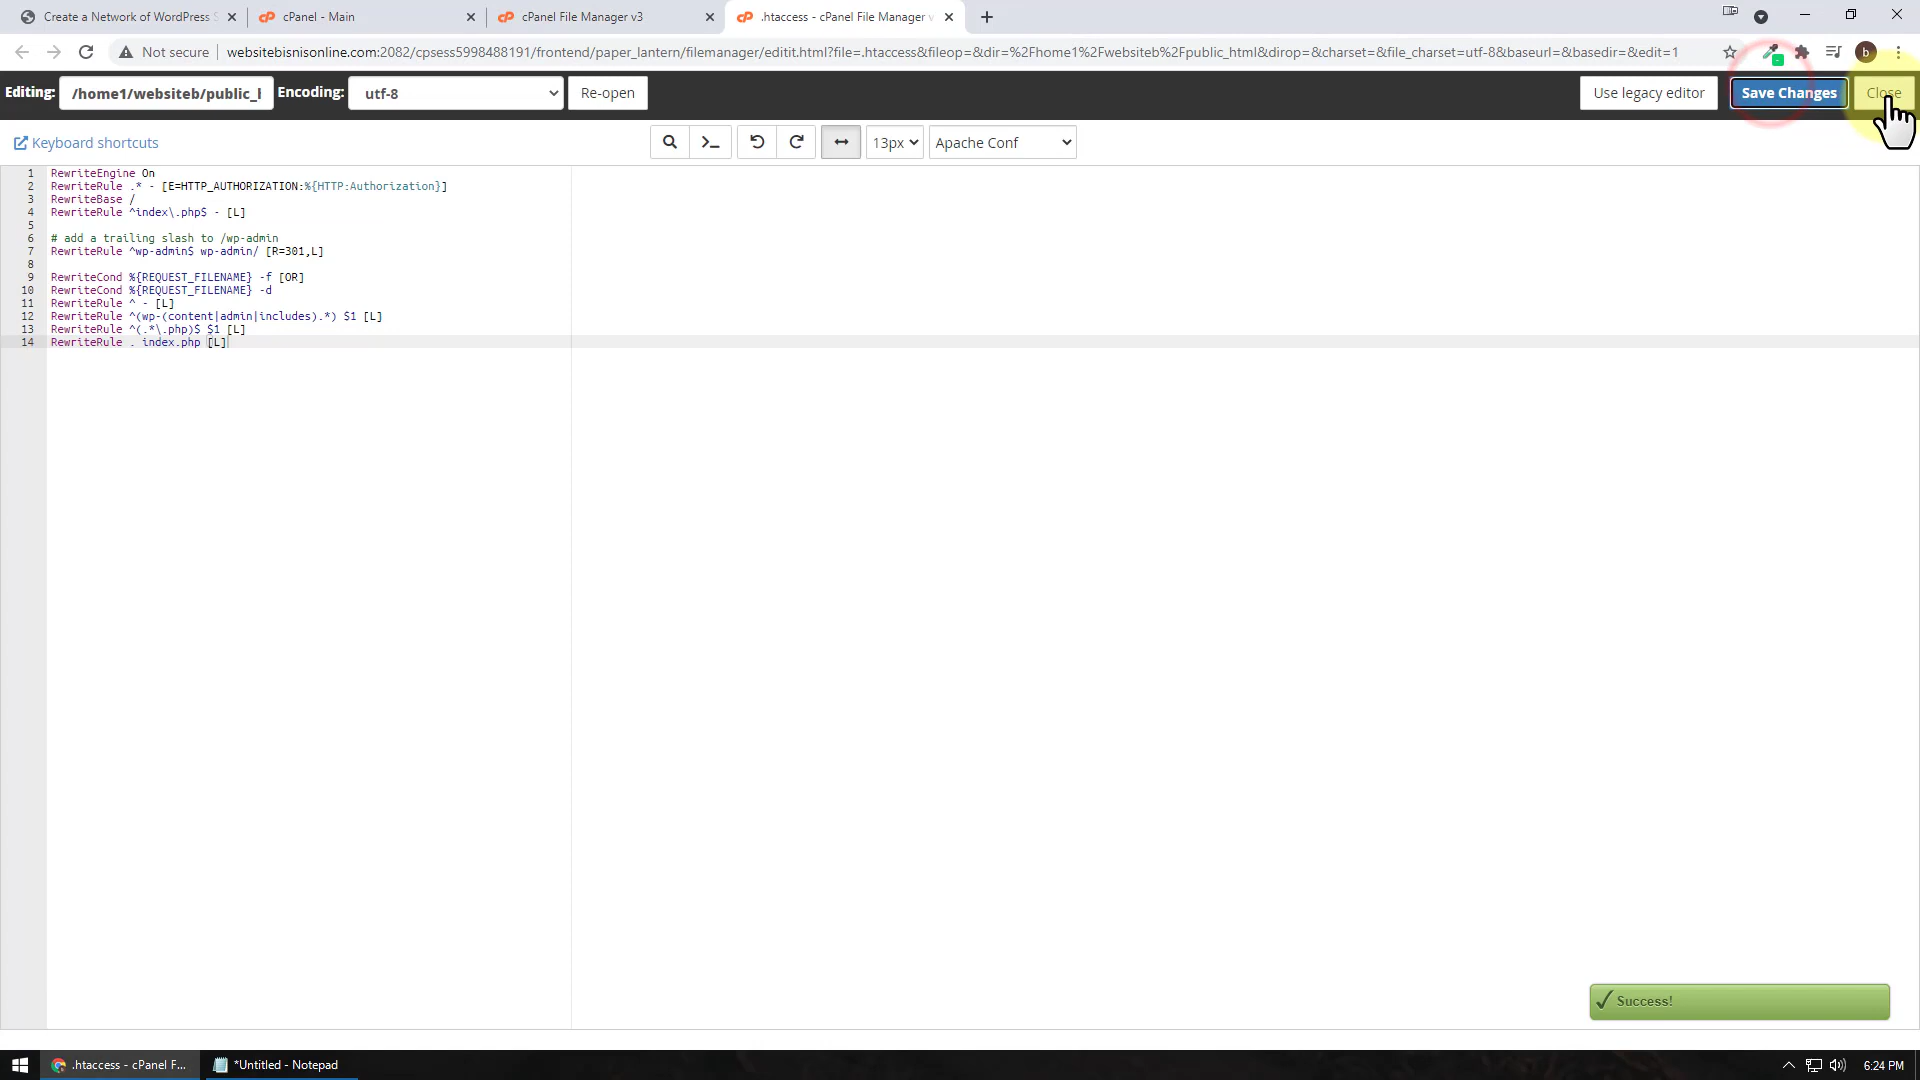 Create a Network of WordPress S
cPanel - Main
cPanel File Manager v3
.htaccess - cPanel File Manager v
Not secure
websitebisnisonline.com:2082/cpsess5998488191/frontend/paper_lantern/filemanager/editit.html?file=.htaccess&fileop=&dir=%2Fhome1%2Fwebsiteb%2Fpublic_html&dirop=&charset=&file_charset=utf-8&baseurl=&basedir=&edit=1
b
Editing: /home1/websiteb/public_h Encoding: utf-8 Re-open Use legacy editor Save Changes Close
Keyboard shortcuts 13px Apache Conf
1 RewriteEngine On
2 RewriteRule .* - [E=HTTP_AUTHORIZATION:%{HTTP:Authorization}]
3 RewriteBase /
4 RewriteRule ^index\.php$ - [L]
5
6 # add a trailing slash to /wp-admin
7 RewriteRule ^wp-admin$ wp-admin/ [R=301,L]
8
9 RewriteCond %{REQUEST_FILENAME} -f [OR]
10 RewriteCond %{REQUEST_FILENAME} -d
11 RewriteRule ^ - [L]
12 RewriteRule ^(wp-(content|admin|includes).*) $1 [L]
13 RewriteRule ^(.*\.php)$ $1 [L]
14 RewriteRule . index.php [L]
Success!
.htaccess - cPanel F...
*Untitled - Notepad
6:24 PM